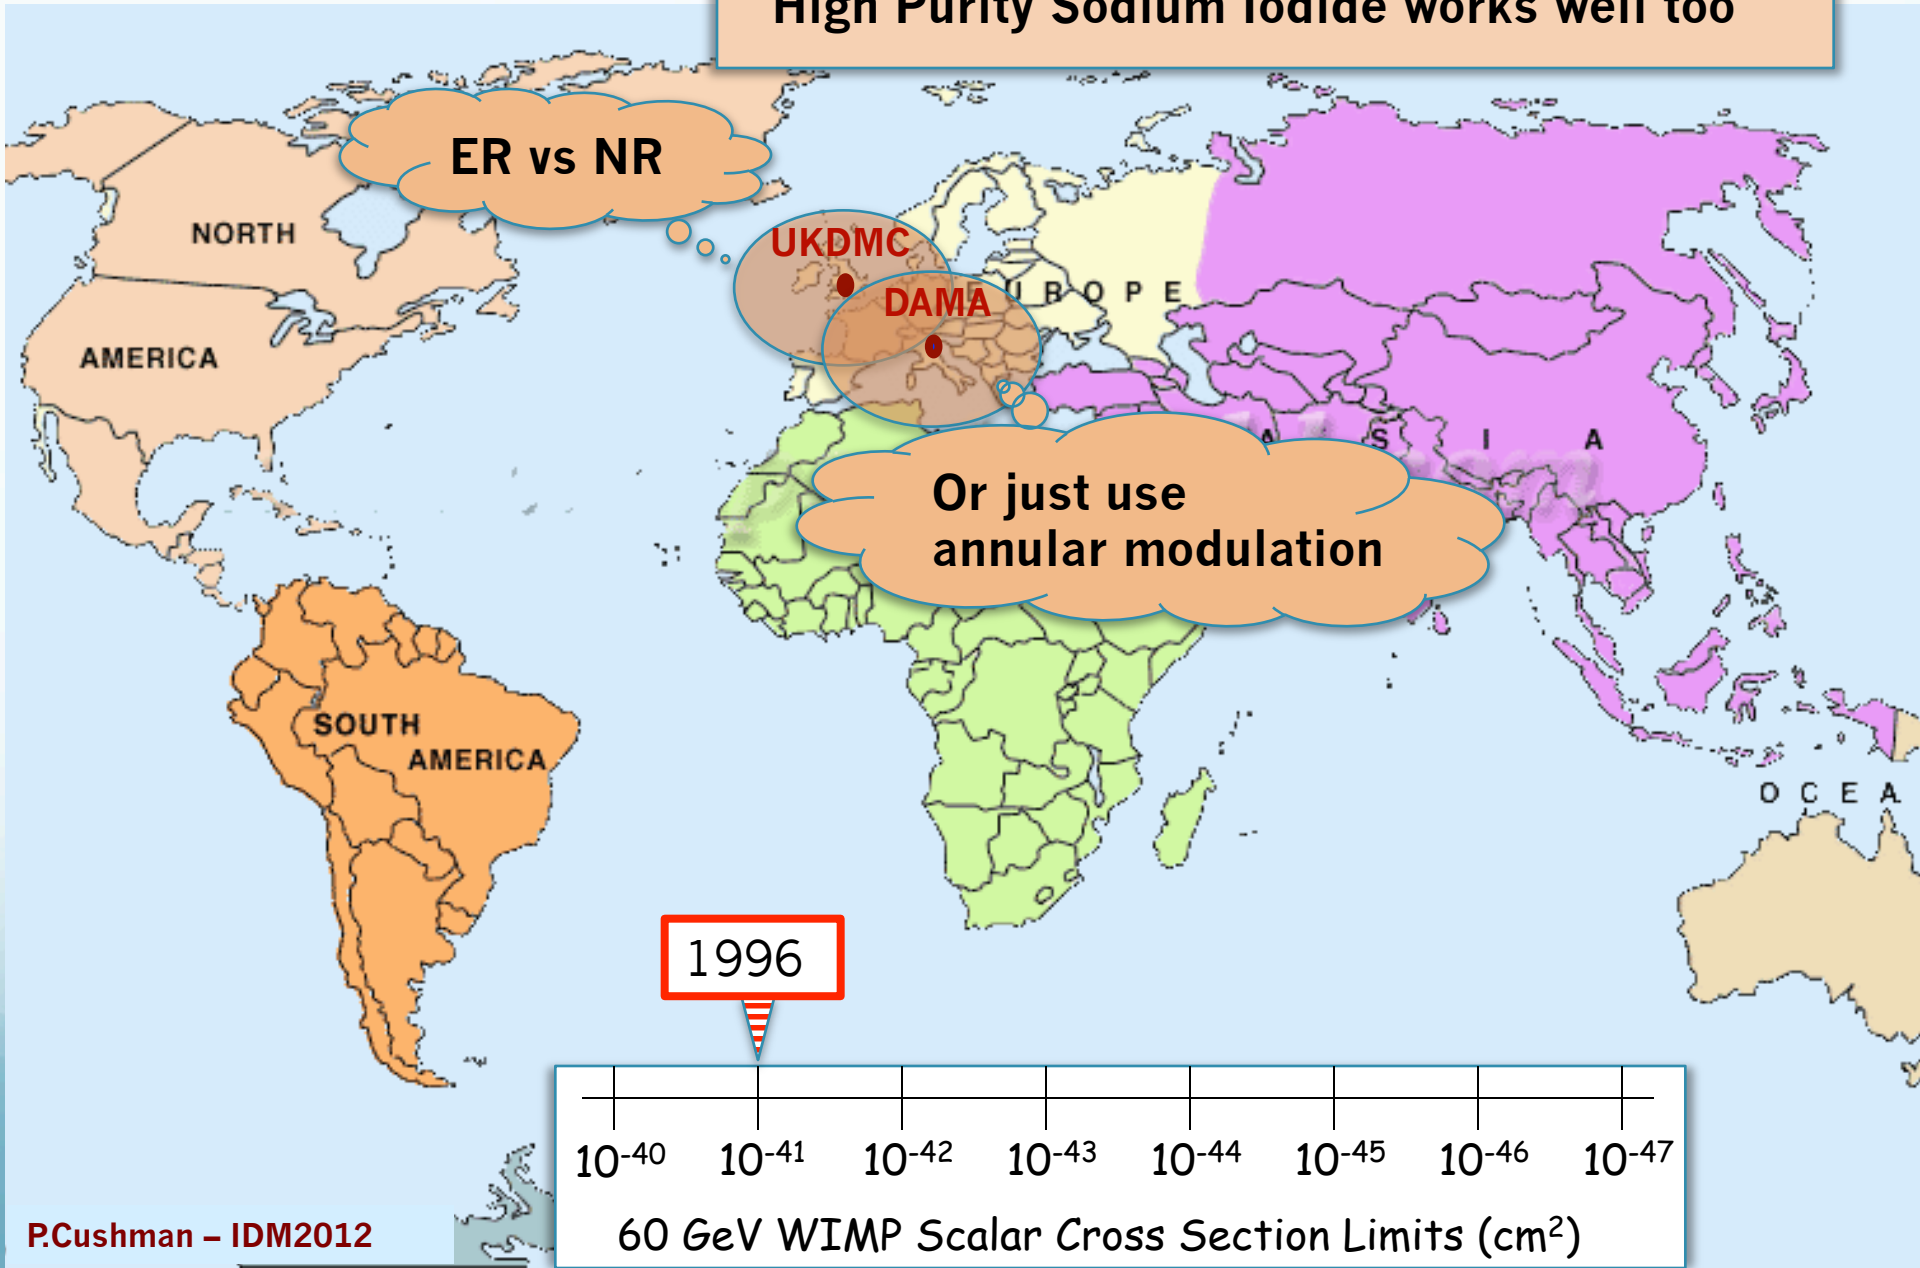 High Purity Sodium Iodide works well too
ER vs NR
NORTH
AMERICA
UKDMC
DAMA
EUROPE
ASIA
Or just use
annular modulation
SOUTH
AMERICA
OCEA
1996
10-40 10-41 10-42 10-43 10-44 10-45 10-46 10-47
60 GeV WIMP Scalar Cross Section Limits (cm2)
P.Cushman – IDM2012